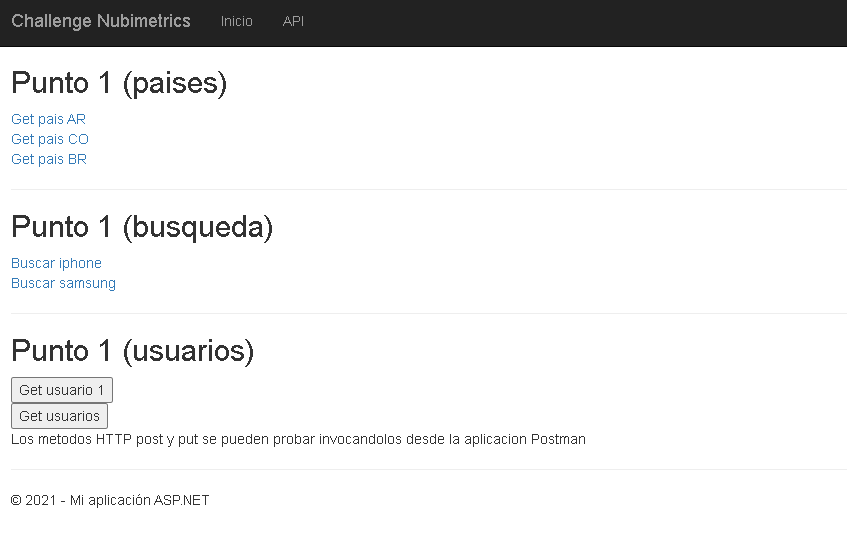 Challenge Nubimetrics Inicio API
Punto 1 (paises)
Get pais AR
Get pais CO
Get pais BR
Punto 1 (busqueda)
Buscar iphone
Buscar samsung
Punto 1 (usuarios)
Get usuario 1
Get usuarios
Los metodos HTTP post y put se pueden probar invocandolos desde la aplicacion Postman
© 2021 - Mi aplicación ASP.NET